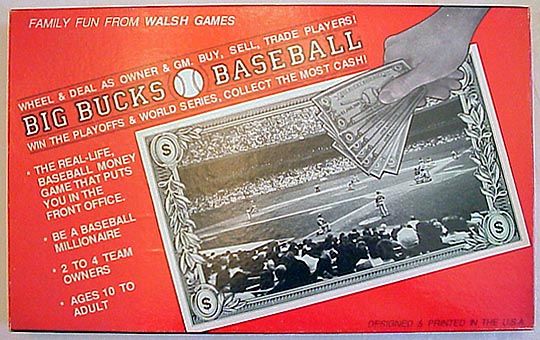 FAMILY FUN FROM WALSH GAMES
WHEEL & DEAL AS OWNER & GM. BUY, SELL, TRADE PLAYERS!
BIG BUCKS BASEBALL
WIN THE PLAYOFFS & WORLD SERIES, COLLECT THE MOST CASH!
• THE REAL-LIFE,
BASEBALL MONEY
GAME THAT PUTS
YOU IN THE
FRONT OFFICE.
• BE A BASEBALL
MILLIONAIRE
• 2 TO 4 TEAM
OWNERS
• AGES 10 TO
ADULT
$
$
$
DESIGNED & PRINTED IN THE U.S.A.